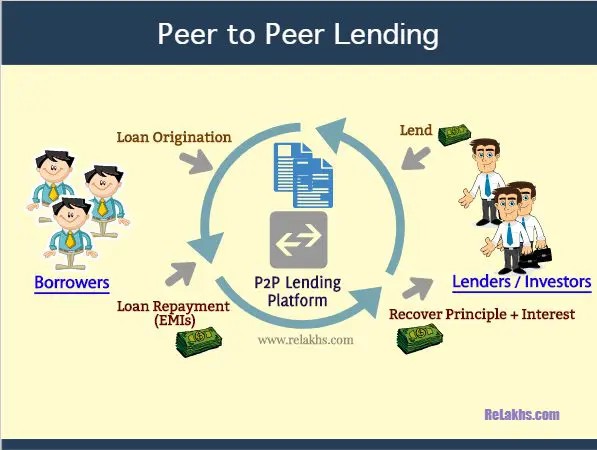 Peer to Peer Lending
Loan Origination
Lend
Borrowers
P2P Lending
Platform
Lenders / Investors
Loan Repayment
(EMIs)
Recover Principle + Interest
www.relakhs.com
ReLakhs.com